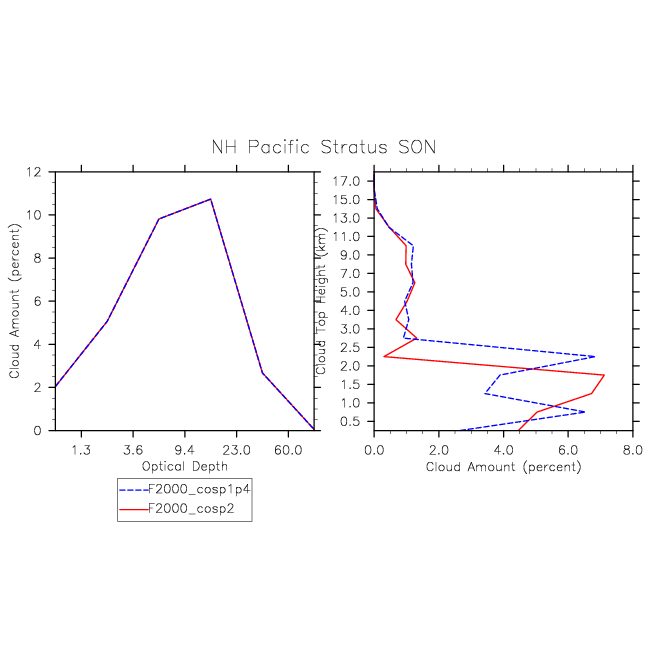 NH Pacific Stratus SON
Cloud Amount (percent)
12
10
8
6
4
2
0
1.3 3.6 9.4 23.0 60.0
Optical Depth
Cloud Top Height (km)
17.0
15.0
13.0
11.0
9.0
7.0
5.0
4.0
3.0
2.5
2.0
1.5
1.0
0.5
0.0 2.0 4.0 6.0 8.0
Cloud Amount (percent)
F2000_cosp1p4
F2000_cosp2